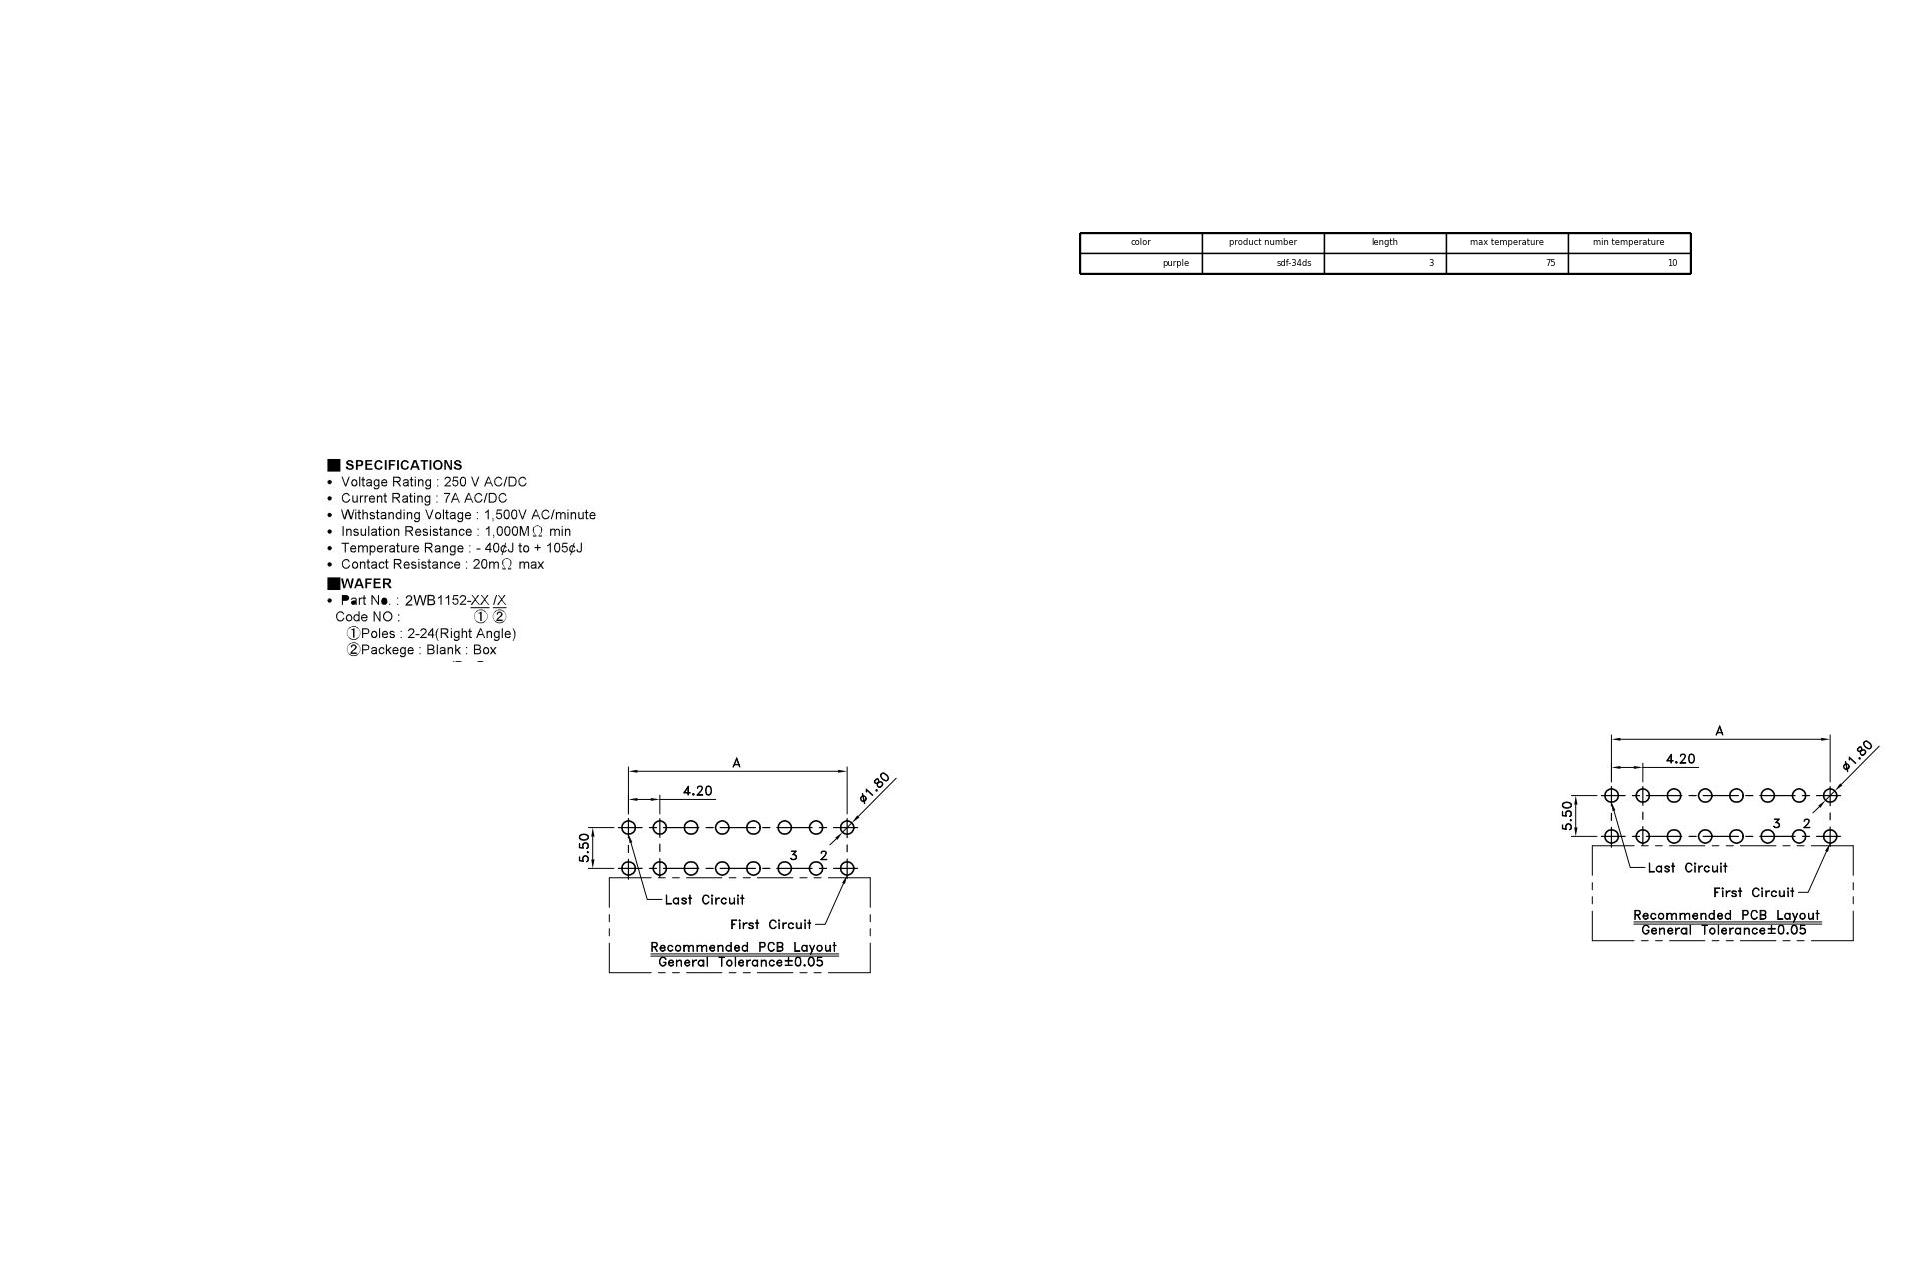 color product number length max temperature min temperature
purple sdf-34ds 3 75 10
■ SPECIFICATIONS
• Voltage Rating : 250 V AC/DC
• Current Rating : 7A AC/DC
• Withstanding Voltage : 1,500V AC/minute
• Insulation Resistance : 1,000MΩ min
• Temperature Range : - 40¢J to + 105¢J
• Contact Resistance : 20mΩ max
■WAFER
• Part No. : 2WB1152-XX /X
Code NO : ① ②
①Poles : 2-24(Right Angle)
②Packege : Blank : Box
A
4.20
ø1.80
5.50
3 2
Last Circuit
First Circuit
Recommended PCB Layout
General Tolerance±0.05
A
4.20
ø1.80
5.50
3 2
Last Circuit
First Circuit
Recommended PCB Layout
General Tolerance±0.05